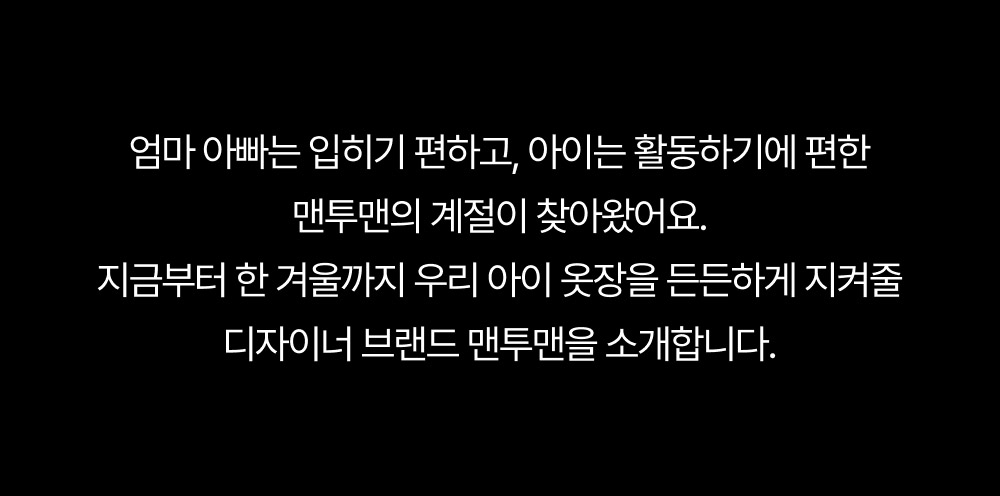 엄마 아빠는 입히기 편하고, 아이는 활동하기에 편한
맨투맨의 계절이 찾아왔어요.
지금부터 한 겨울까지 우리 아이 옷장을 든든하게 지켜줄
디자이너 브랜드 맨투맨을 소개합니다.